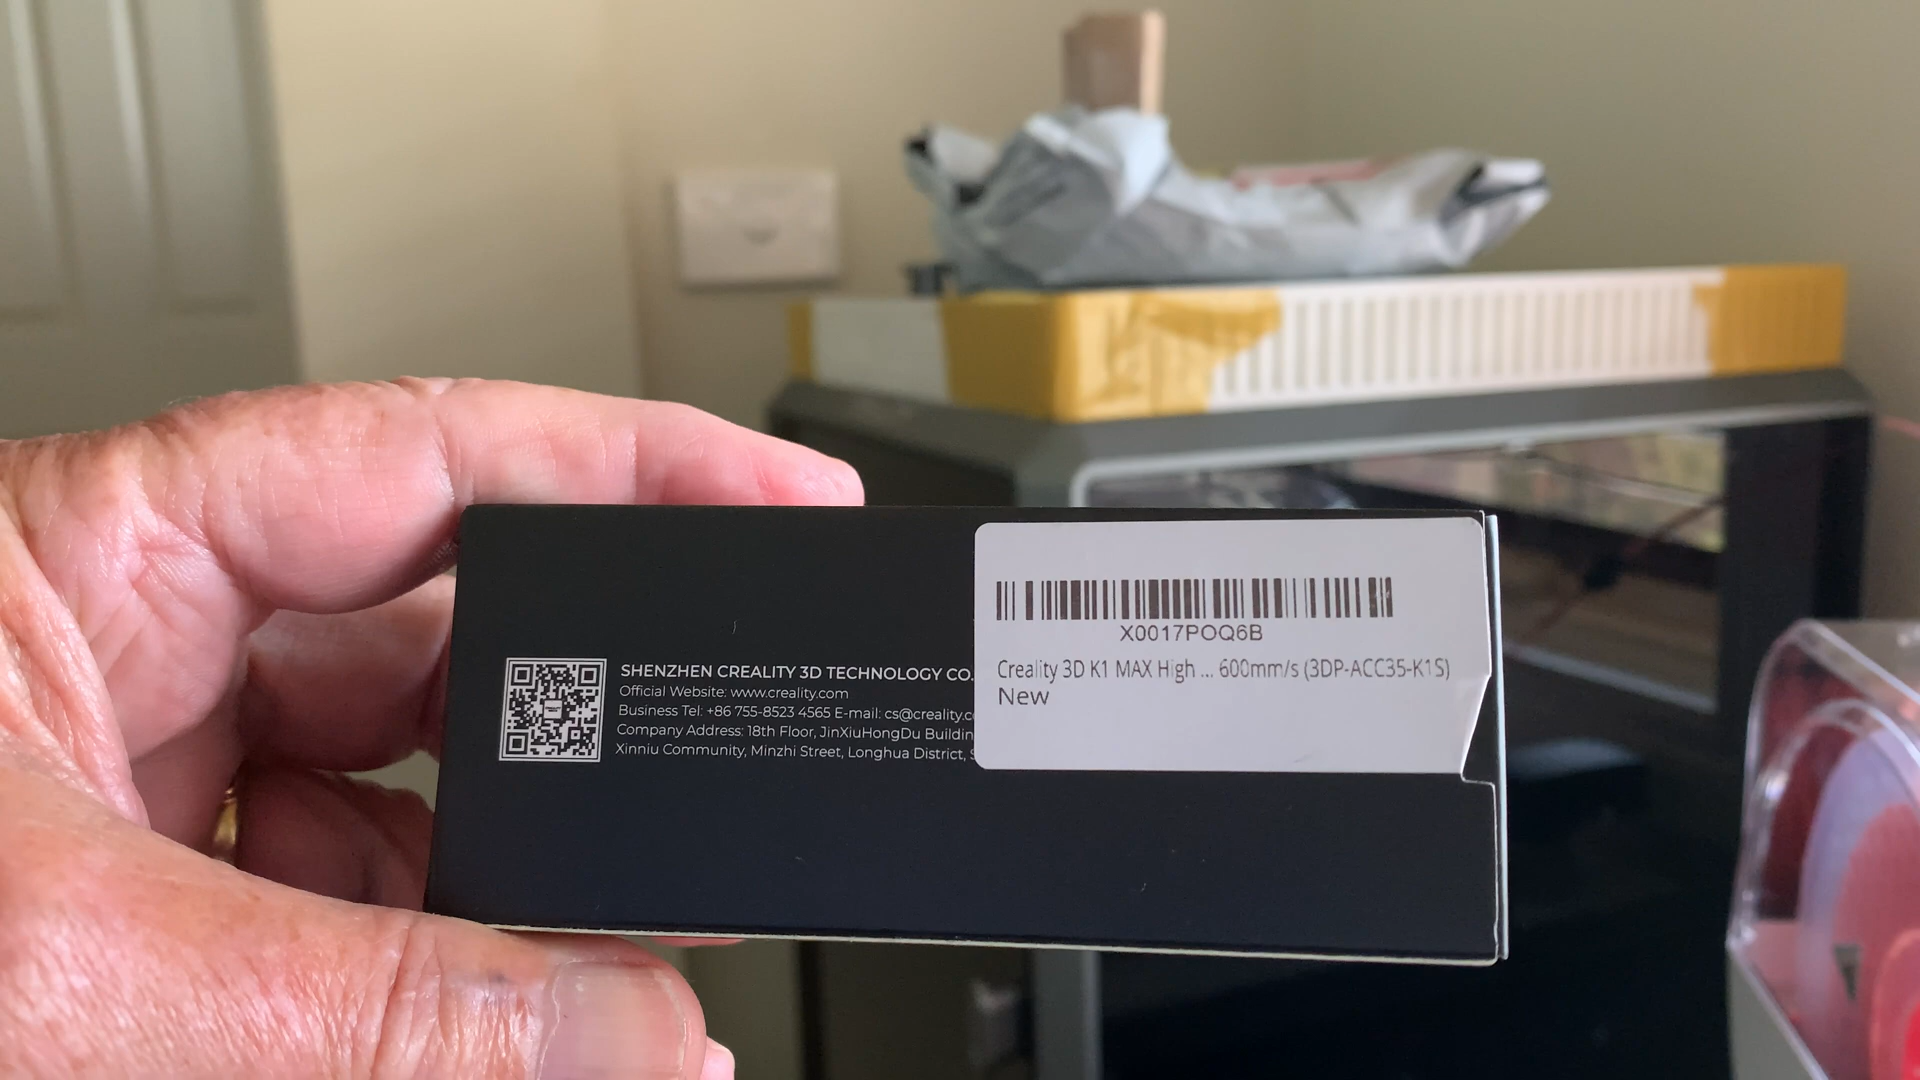 SHENZHEN CREALITY 3D TECHNOLOGY CO.
Official Website: www.creality.com
Business Tel: +86 755-8523 4565 E-mail: cs@creality.c
Company Address: 18th Floor, JinXiuHongDu Buildin
Xinniu Community, Minzhi Street, Longhua District,
X0017POQ6B
Creality 3D K1 MAX High ... 600mm/s (3DP-ACC35-K1S)
New